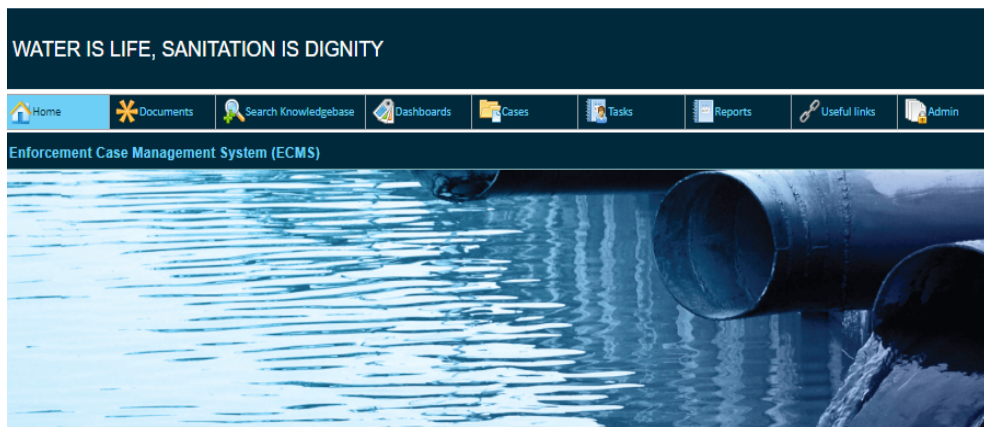 WATER IS LIFE, SANITATION IS DIGNITY
Home Documents Search Knowledgebase Dashboards Cases Tasks Reports Useful links Admin
Enforcement Case Management System (ECMS)